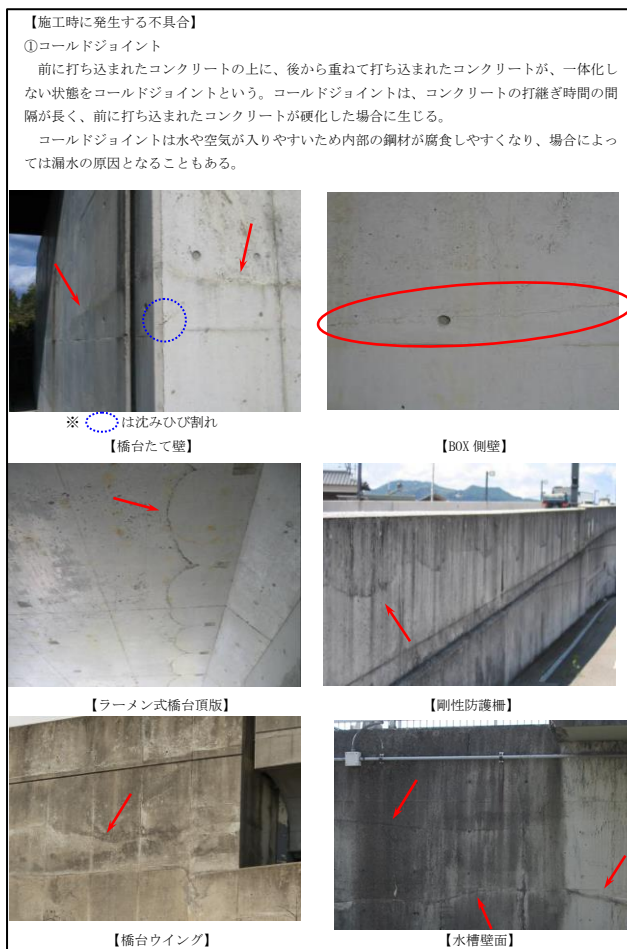 【施工時に発生する不具合】
①コールドジョイント
前に打ち込まれたコンクリートの上に、後から重ねて打ち込まれたコンクリートが、一体化し
ない状態をコールドジョイントという。コールドジョイントは、コンクリートの打継ぎ時間の間
隔が長く、前に打ち込まれたコンクリートが硬化した場合に生じる。
コールドジョイントは水や空気が入りやすいため内部の鋼材が腐食しやすくなり、場合によっ
ては漏水の原因となることもある。
※ は沈みひび割れ
【橋台たて壁】
【BOX 側壁】
【ラーメン式橋台頂版】
【剛性防護柵】
【橋台ウイング】
【水槽壁面】